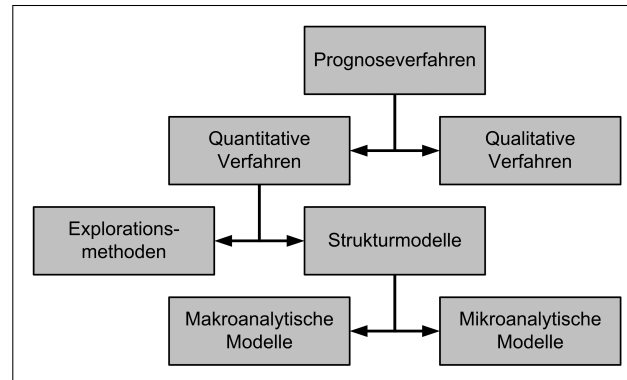 Prognoseverfahren
Quantitative
Verfahren
Qualitative
Verfahren
Explorations-
methoden
Strukturmodelle
Makroanalytische
Modelle
Mikroanalytische
Modelle